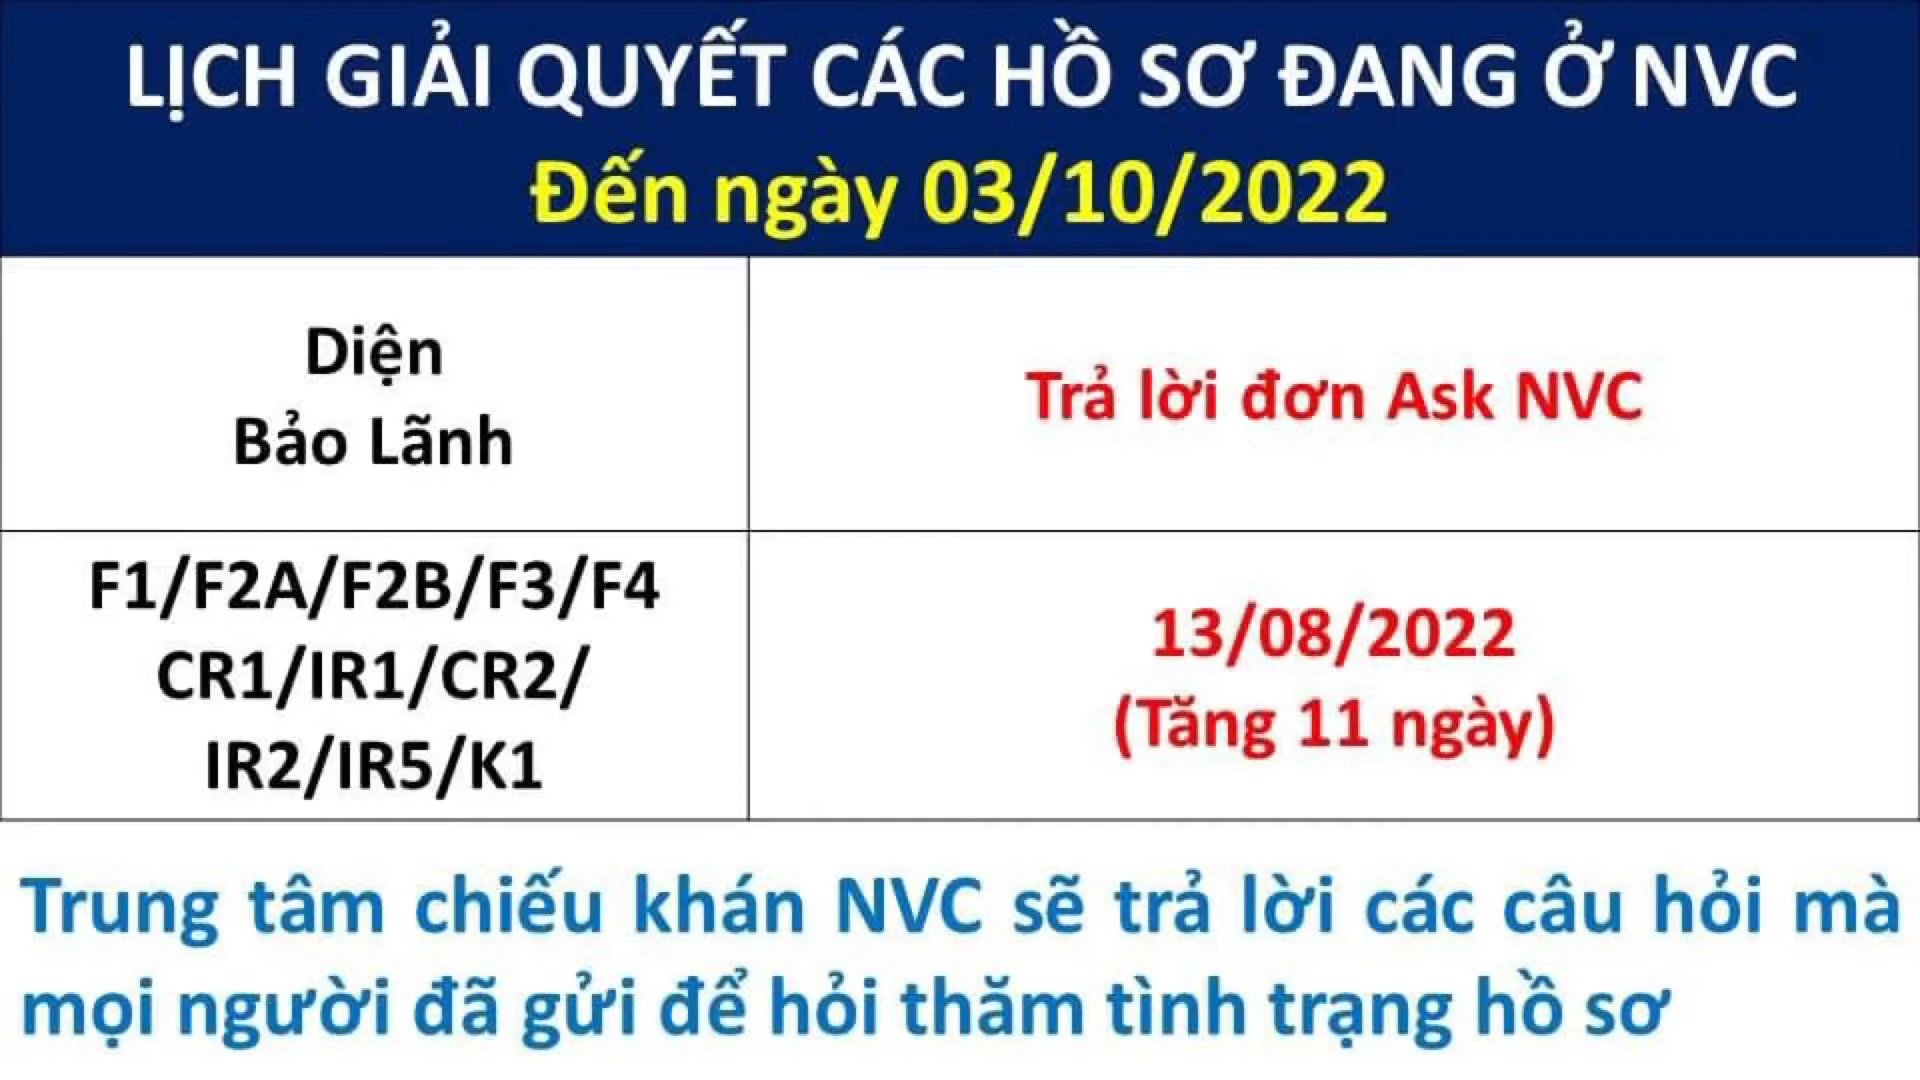 LỊCH GIẢI QUYẾT CÁC HỒ SƠ ĐANG Ở NVC
Đến ngày 03/10/2022
Diện
Bảo Lãnh
Trả lời đơn Ask NVC
F1/F2A/F2B/F3/F4
CR1/IR1/CR2/
IR2/IR5/K1
13/08/2022
(Tăng 11 ngày)
Trung tâm chiếu khán NVC sẽ trả lời các câu hỏi mà
mọi người đã gửi để hỏi thăm tình trạng hồ sơ